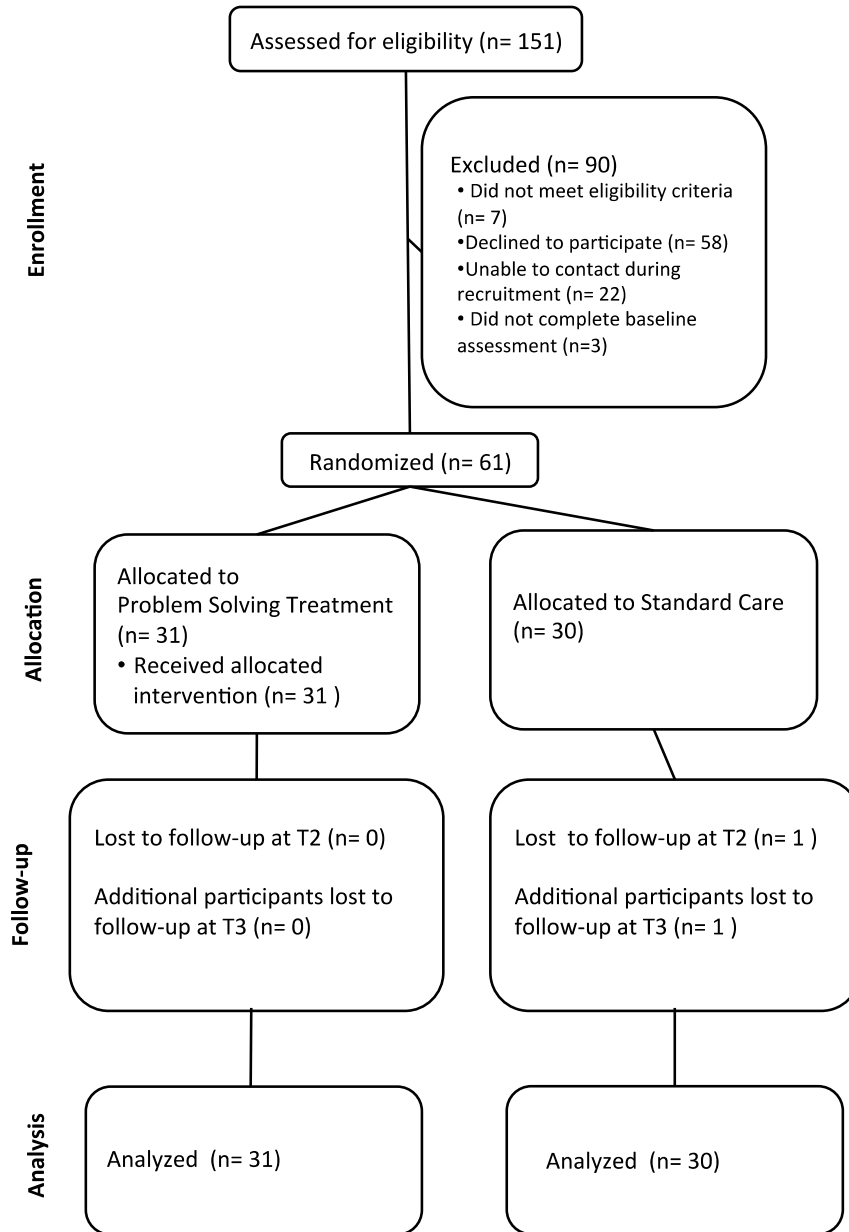 Assessed for eligibility (n= 151)
Enrollment
Excluded (n= 90)
• Did not meet eligibility criteria
(n= 7)
•Declined to participate (n= 58)
•Unable to contact during
recruitment (n= 22)
• Did not complete baseline
assessment (n=3)
Randomized (n= 61)
Allocation
Allocated to
Problem Solving Treatment
(n= 31)
• Received allocated
intervention (n= 31 )
Allocated to Standard Care
(n= 30)
Follow-up
Lost to follow-up at T2 (n= 0)
Additional participants lost to
follow-up at T3 (n= 0)
Lost  to follow-up at T2 (n= 1 )
Additional participants lost to
follow-up at T3 (n= 1 )
Analysis
Analyzed  (n= 31)
Analyzed  (n= 30)